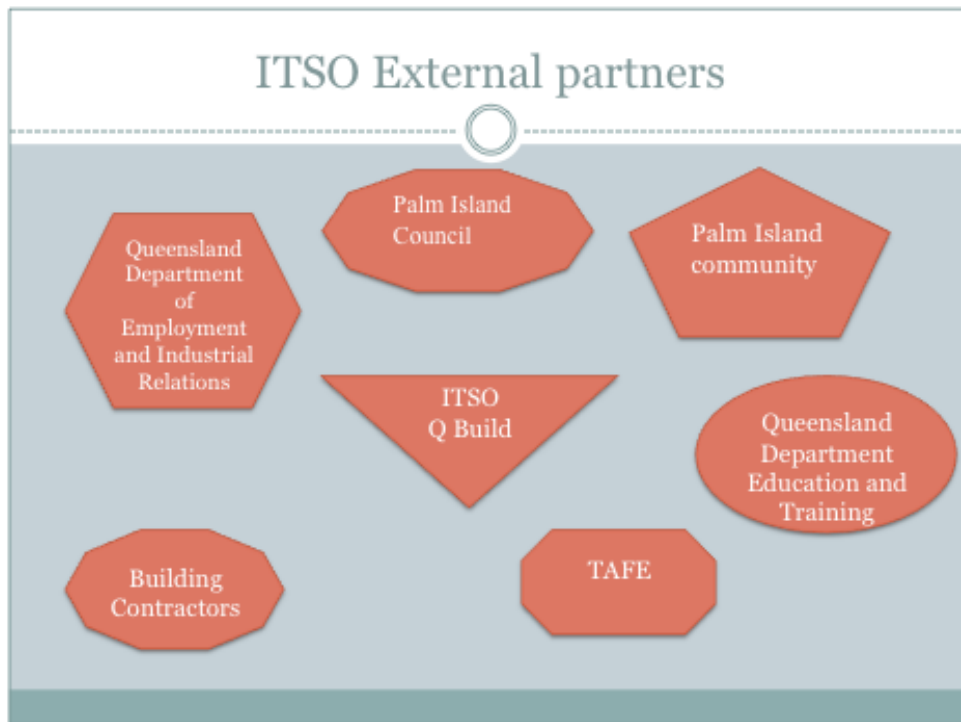 ITSO External partners
Palm Island
Council
Palm Island
community
Queensland
Department
of
Employment
and Industrial
Relations
ITSO
Q Build
Queensland
Department
Education and
Training
Building
Contractors
TAFE